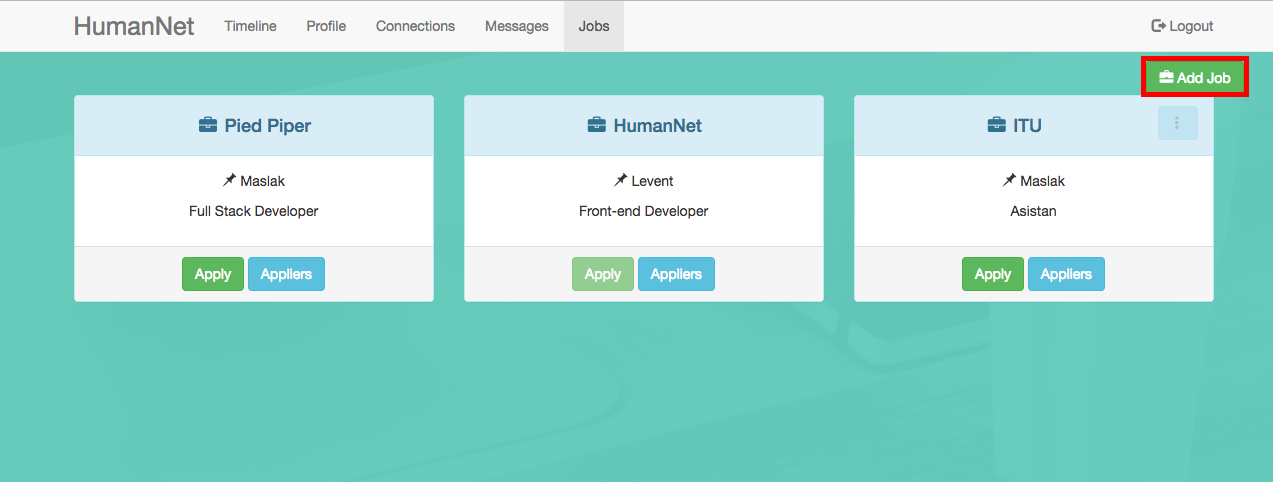 HumanNet Timeline Profile Connections Messages Jobs Logout
Add Job
Pied Piper
Maslak
Full Stack Developer
Apply Appliers
HumanNet
Levent
Front-end Developer
Apply Appliers
ITU
Maslak
Asistan
Apply Appliers